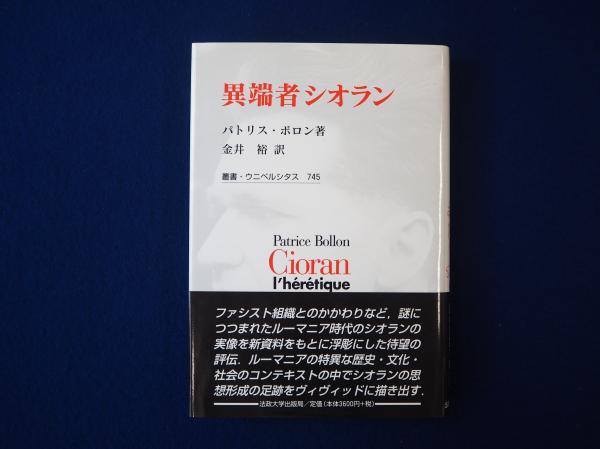 異端者シオラン
パトリス・ボロン著
金井 裕 訳
叢書・ウニベルシタス 745
Patrice Bollon
Cioran
l'hérétique
ファシスト組織とのかかわりなど，謎に
つつまれたルーマニア時代のシオランの
実像を新資料をもとに浮彫にした待望の
評伝．ルーマニアの特異な歴史・文化・
社会のコンテキストの中でシオランの思
想形成の足跡をヴィヴィッドに描き出す．
法政大学出版局／定価（本体3600円＋税）